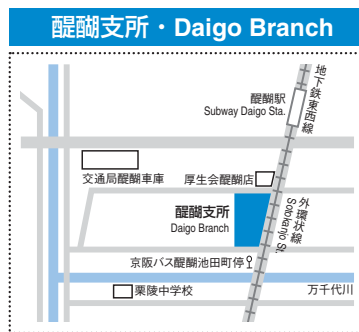 醍醐支所・Daigo Branch
地下鉄東西線
醍醐駅
Subway Daigo Sta.
交通局醍醐車庫
厚生会醍醐店
醍醐支所
Daigo Branch
外環状線
Sotokanjo St.
京阪バス醍醐池田町停
栗陵中学校
万千代川